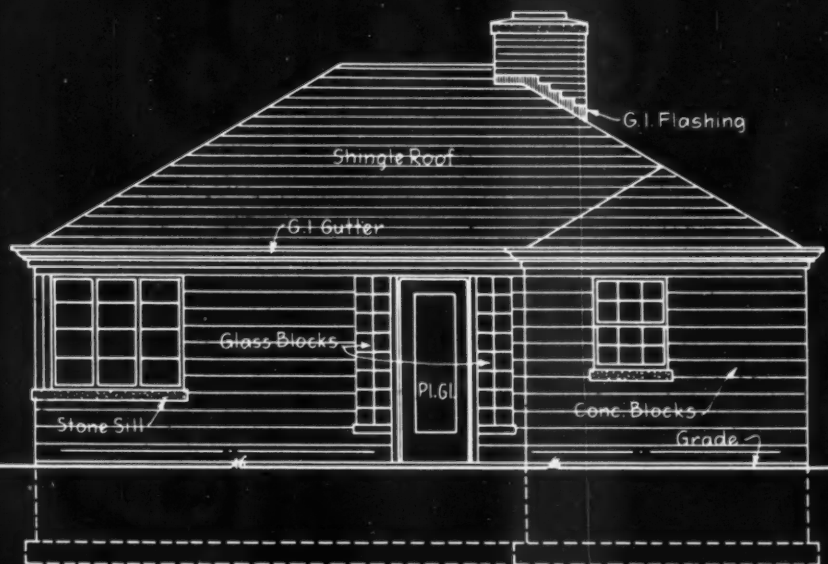 G.I. Flashing
Shingle Roof
G.I Gutter
Glass Blocks
Pl.Gl.
Conc. Blocks
Stone Sill
Grade